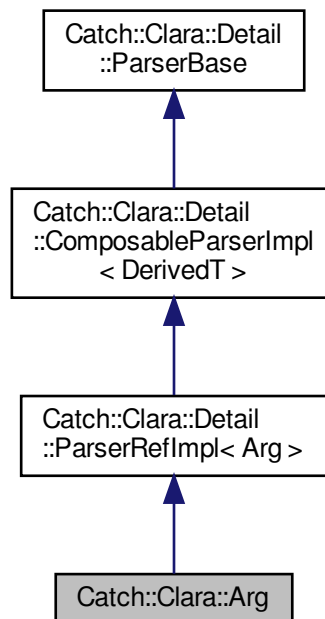 Catch::Clara::Detail
::ParserBase
Catch::Clara::Detail
::ComposableParserImpl
< DerivedT >
Catch::Clara::Detail
::ParserRefImpl< Arg >
Catch::Clara::Arg